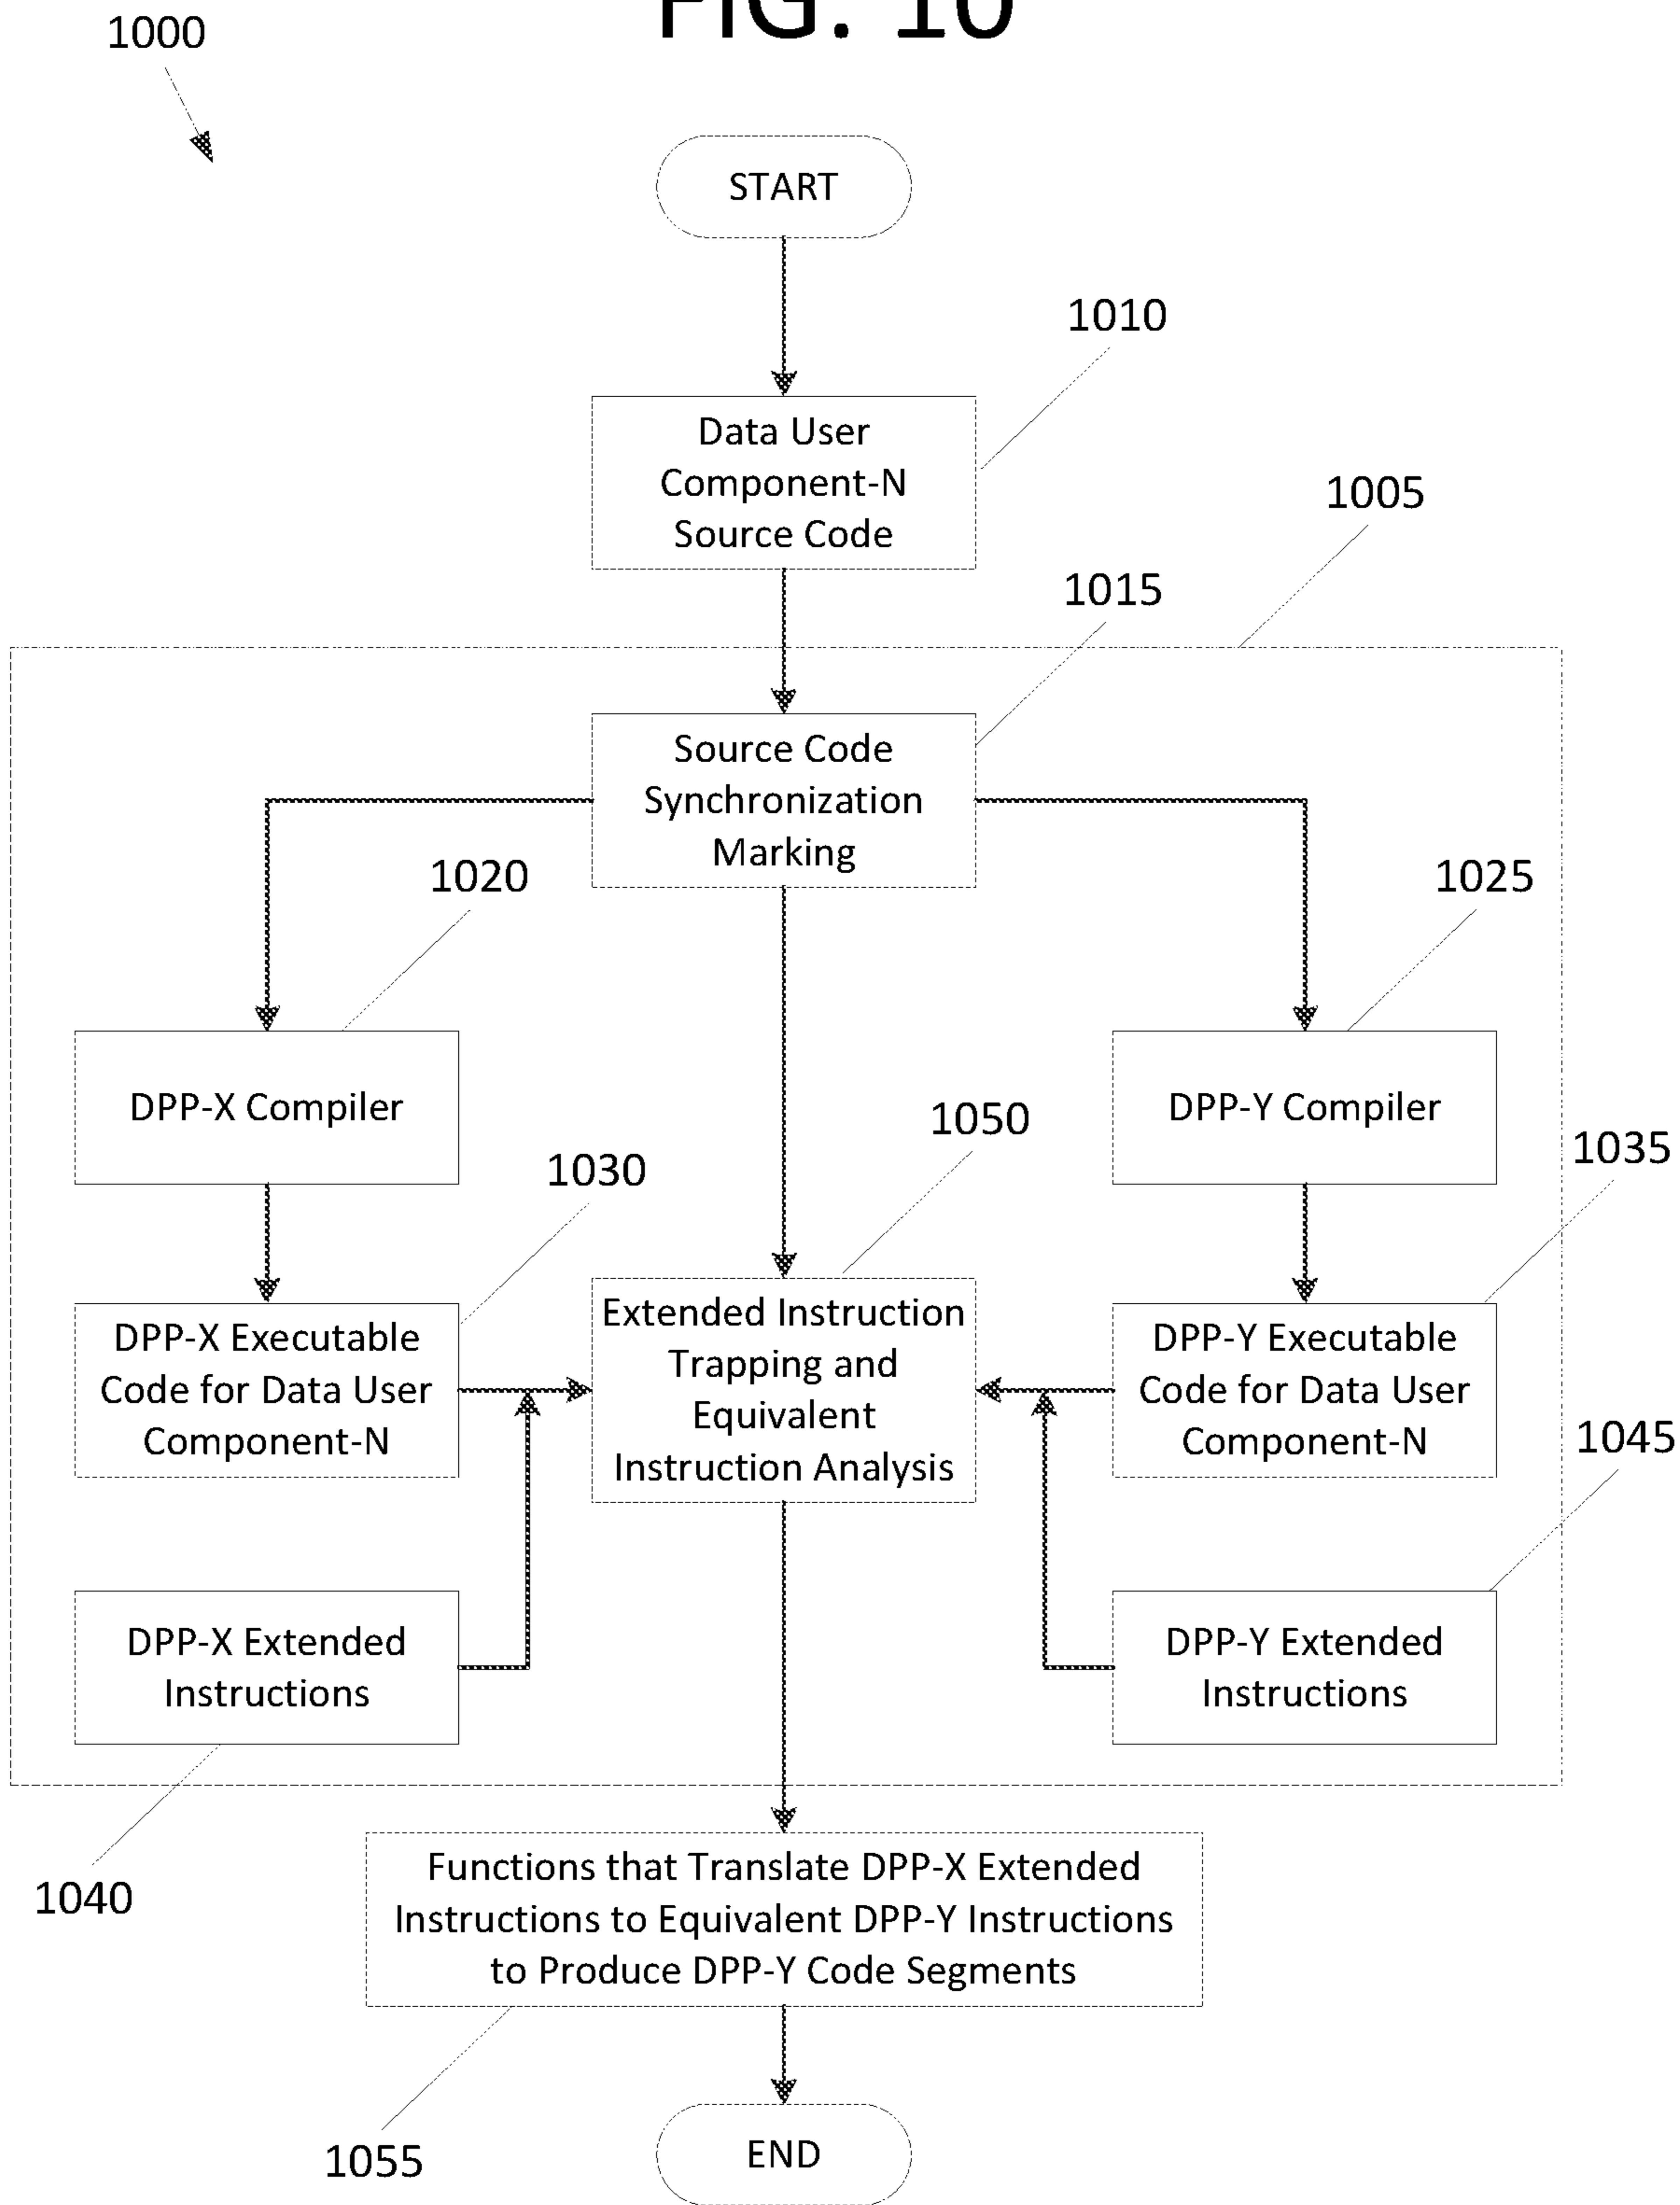 FIG. 10
1000
START
1010
Data User
Component-N
Source Code
1005
1015
Source Code
Synchronization
Marking
1020
1025
DPP-X Compiler
DPP-Y Compiler
1050
1030
1035
DPP-X Executable
Code for Data User
Component-N
Extended Instruction
Trapping and
Equivalent
Instruction Analysis
DPP-Y Executable
Code for Data User
Component-N
1045
DPP-X Extended
Instructions
DPP-Y Extended
Instructions
1040
Functions that Translate DPP-X Extended
Instructions to Equivalent DPP-Y Instructions
to Produce DPP-Y Code Segments
1055
END